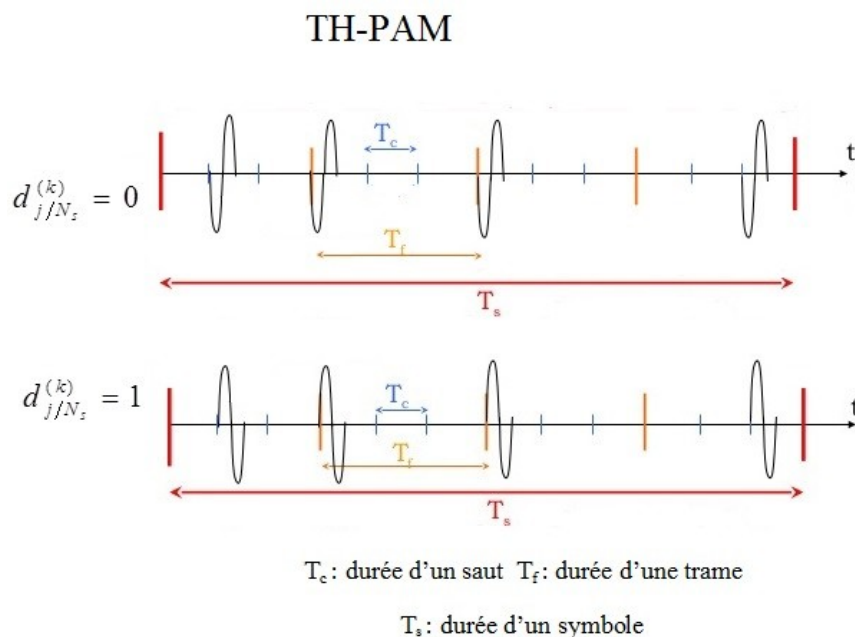 TH-PAM
T_c
t
d_{j/N_s}^{(k)} = 0
T_f
T_s
d_{j/N_s}^{(k)} = 1
T_c
t
T_f
T_s
T_c : durée d'un saut T_f : durée d'une trame
T_s : durée d'un symbole